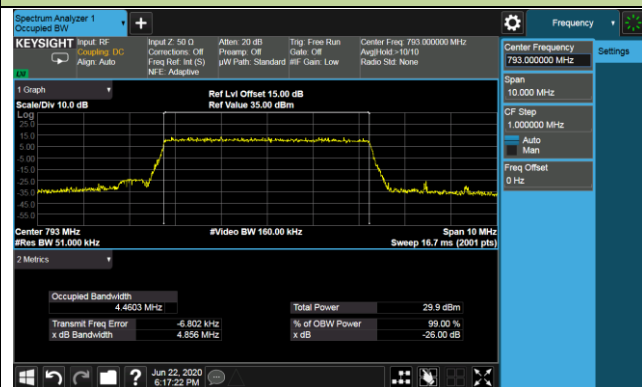 Spectrum Analyzer 1
Occupied BW
+
Frequency
KEYSIGHT
Input: RF
Coupling: DC
Align: Auto
Input Z: 50 Ω
Corrections: Off
Freq Ref: Int (S)
NFE: Adaptive
Atten: 20 dB
Preamp: Off
µW Path: Standard
Trig: Free Run
Gate: Off
#IF Gain: Low
Center Freq: 793.000000 MHz
Avg|Hold:>10/10
Radio Std: None
Center Frequency
793.000000 MHz
Settings
Span
10.000 MHz
CF Step
1.000000 MHz
Auto
Man
Freq Offset
0 Hz
1 Graph
Scale/Div 10.0 dB
Ref Lvl Offset 15.00 dB
Ref Value 35.00 dBm
Log
25.0
15.0
5.00
-5.00
-15.0
-25.0
-35.0
-45.0
-55.0
Center 793 MHz
#Res BW 51.000 kHz
#Video BW 160.00 kHz
Span 10 MHz
Sweep 16.7 ms (2001 pts)
2 Metrics
Occupied Bandwidth
4.4603 MHz
Total Power
29.9 dBm
Transmit Freq Error
-6.802 kHz
% of OBW Power
99.00 %
x dB Bandwidth
4.856 MHz
x dB
-26.00 dB
?
Jun 22, 2020
6:17:22 PM